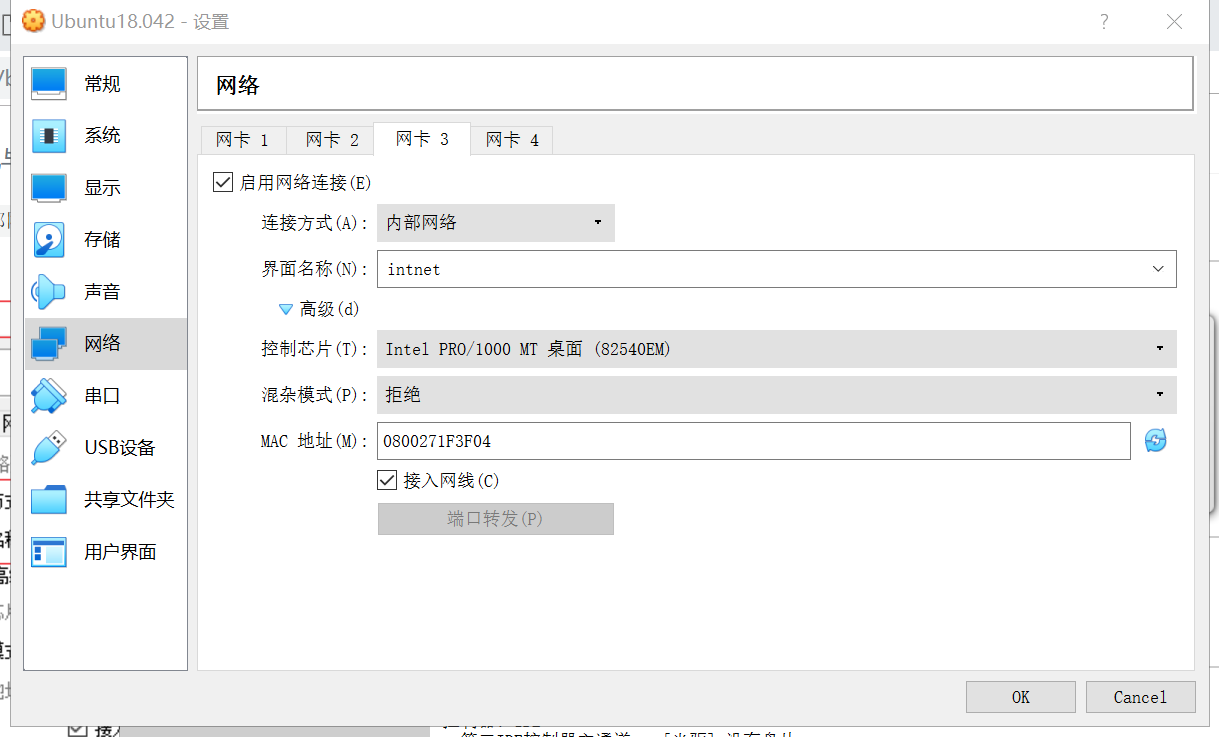 Ubuntu18.042 - 设置
?
常规
系统
显示
存储
声音
网络
串口
USB设备
共享文件夹
用户界面
网络
网卡 1 网卡 2 网卡 3 网卡 4
启用网络连接(E)
连接方式(A): 内部网络
界面名称(N): intnet
高级(d)
控制芯片(T): Intel PRO/1000 MT 桌面 (82540EM)
混杂模式(P): 拒绝
MAC 地址(M): 0800271F3F04
接入网线(C)
端口转发(P)
OK Cancel